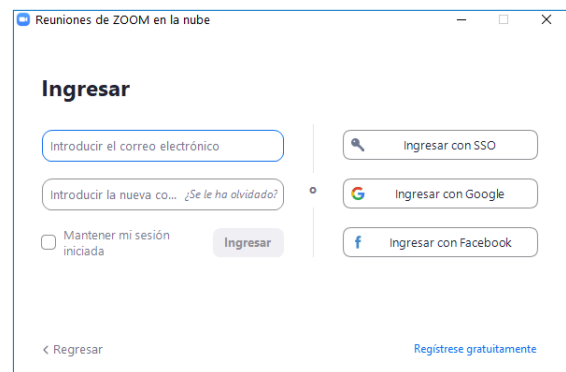 Reuniones de ZOOM en la nube
Ingresar
Introducir el correo electrónico
Introducir la nueva co... ¿Se le ha olvidado?
Mantener mi sesión
iniciada
Ingresar
o
Ingresar con SSO
Ingresar con Google
Ingresar con Facebook
< Regresar
Regístrese gratuitamente